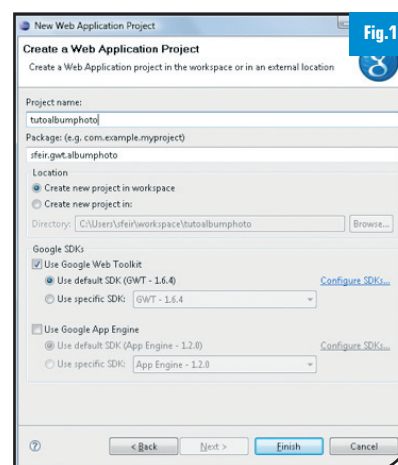 New Web Application Project
Fig.1
Create a Web Application Project
Create a Web Application project in the workspace or in an external location
Project name:
tutoalbumphoto
Package: (e.g. com.example.myproject)
sfeir.gwt.albumphoto
Location
Create new project in workspace
Create new project in:
Directory: C:\Users\sfeir\workspace\tutoalbumphoto Browse...
Google SDKs
Use Google Web Toolkit
Use default SDK (GWT - 1.6.4) Configure SDKs...
Use specific SDK: GWT - 1.6.4
Use Google App Engine
Use default SDK (App Engine - 1.2.0) Configure SDKs...
Use specific SDK: App Engine - 1.2.0
? < Back Next > Finish Cancel